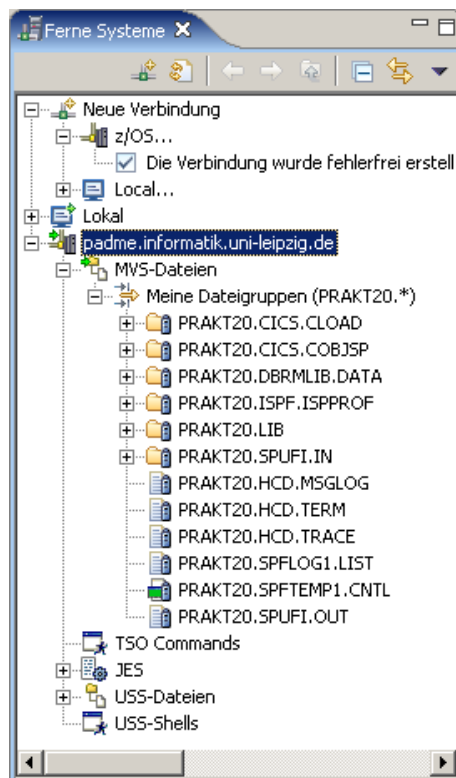 Ferne Systeme
Neue Verbindung
z/OS...
Die Verbindung wurde fehlerfrei erstell
Local...
Lokal
padme.informatik.uni-leipzig.de
MVS-Dateien
Meine Dateigruppen (PRAKT20.*)
PRAKT20.CICS.CLOAD
PRAKT20.CICS.COBJSP
PRAKT20.DBRMLIB.DATA
PRAKT20.ISPF.ISPPROF
PRAKT20.LIB
PRAKT20.SPUFI.IN
PRAKT20.HCD.MSGLOG
PRAKT20.HCD.TERM
PRAKT20.HCD.TRACE
PRAKT20.SPFLOG1.LIST
PRAKT20.SPFTEMP1.CNTL
PRAKT20.SPUFI.OUT
TSO Commands
JES
USS-Dateien
USS-Shells